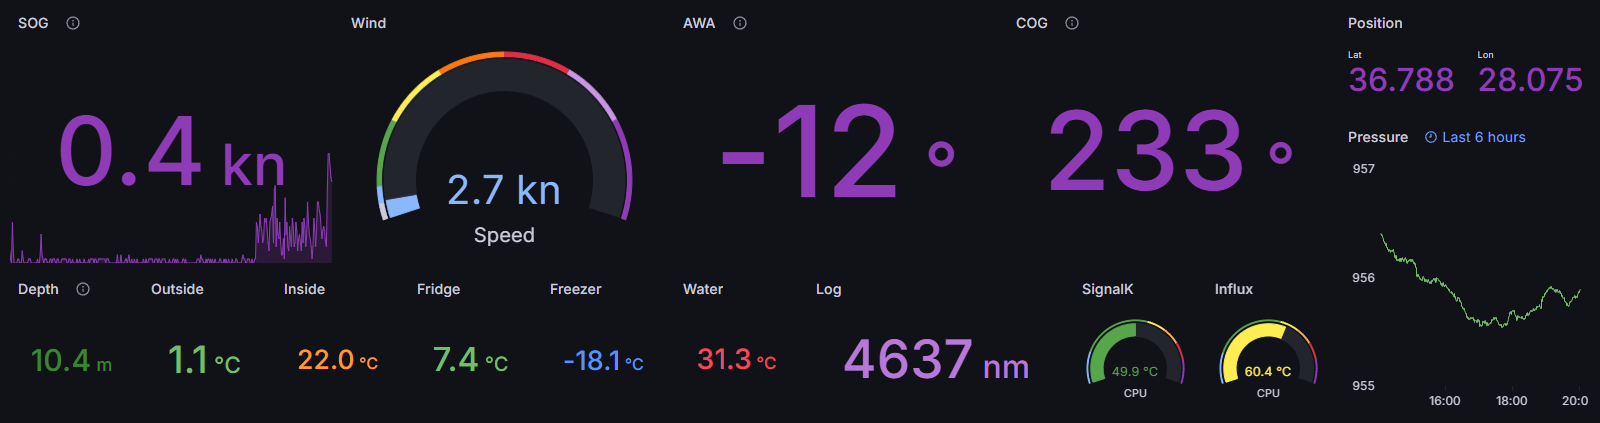 SOG
Wind
AWA
COG
Position
Lat
Lon
36.788
28.075
0.4 kn
2.7 kn
Speed
-12 °
233 °
Pressure
Last 6 hours
957
956
955
16:00
18:00
20:0
Depth
Outside
Inside
Fridge
Freezer
Water
Log
SignalK
Influx
10.4 m
1.1 °C
22.0 °C
7.4 °C
-18.1 °C
31.3 °C
4637 nm
49.9 °C
CPU
60.4 °C
CPU